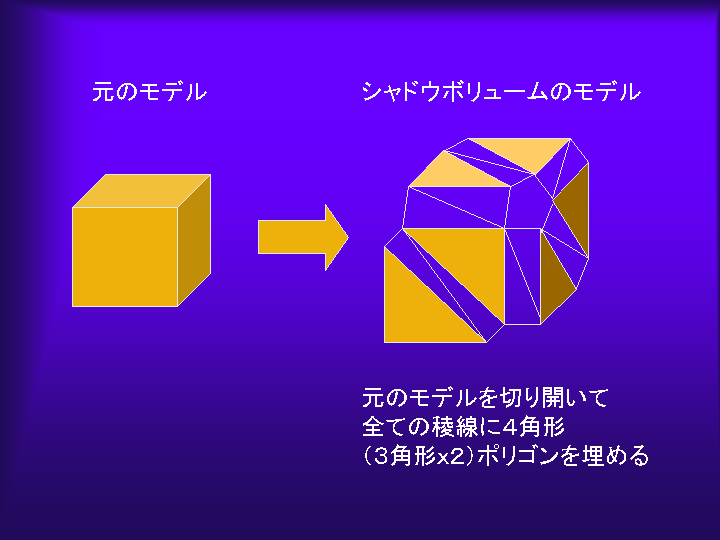 元のモデル
シャドウボリュームのモデル
元のモデルを切り開いて
全ての稜線に４角形
（３角形ｘ２）ポリゴンを埋める